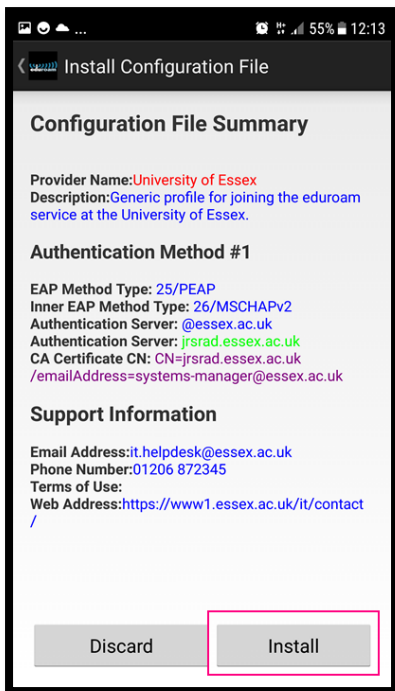 ... H+ 55% 12:13
eduroam Install Configuration File
Configuration File Summary
Provider Name:University of Essex
Description:Generic profile for joining the eduroam
service at the University of Essex.
Authentication Method #1
EAP Method Type: 25/PEAP
Inner EAP Method Type: 26/MSCHAPv2
Authentication Server: @essex.ac.uk
Authentication Server: jrsrad.essex.ac.uk
CA Certificate CN: CN=jrsrad.essex.ac.uk
/emailAddress=systems-manager@essex.ac.uk
Support Information
Email Address:it.helpdesk@essex.ac.uk
Phone Number:01206 872345
Terms of Use:
Web Address:https://www1.essex.ac.uk/it/contact
/
Discard Install